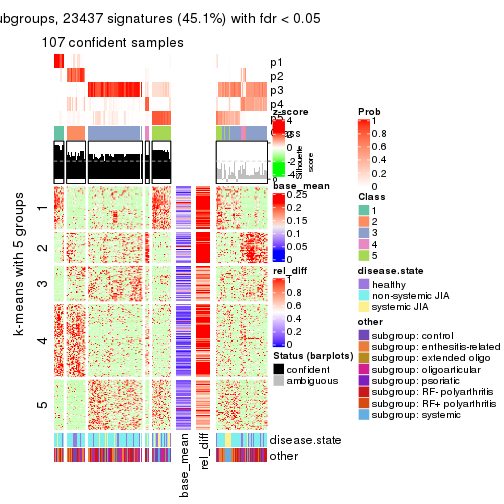 subgroups, 23437 signatures (45.1%) with fdr < 0.05
107 confident samples
p1
p2
p3
p4
z-score
4
2
0
-2
-4
Silhouette
score
k-means with 5 groups
1
2
3
4
5
base_mean
0.25
0.2
0.15
0.1
0.05
0
rel_diff
1
0.8
0.6
0.4
0.2
0
Status (barplots)
confident
ambiguous
Prob
1
0.8
0.6
0.4
0.2
0
Class
1
2
3
4
5
disease.state
healthy
non-systemic JIA
systemic JIA
other
subgroup: control
subgroup: enthesitis-related
subgroup: extended oligo
subgroup: oligoarticular
subgroup: psoriatic
subgroup: RF- polyarthritis
subgroup: RF+ polyarthritis
subgroup: systemic
disease.state
other
base_mean
rel_diff